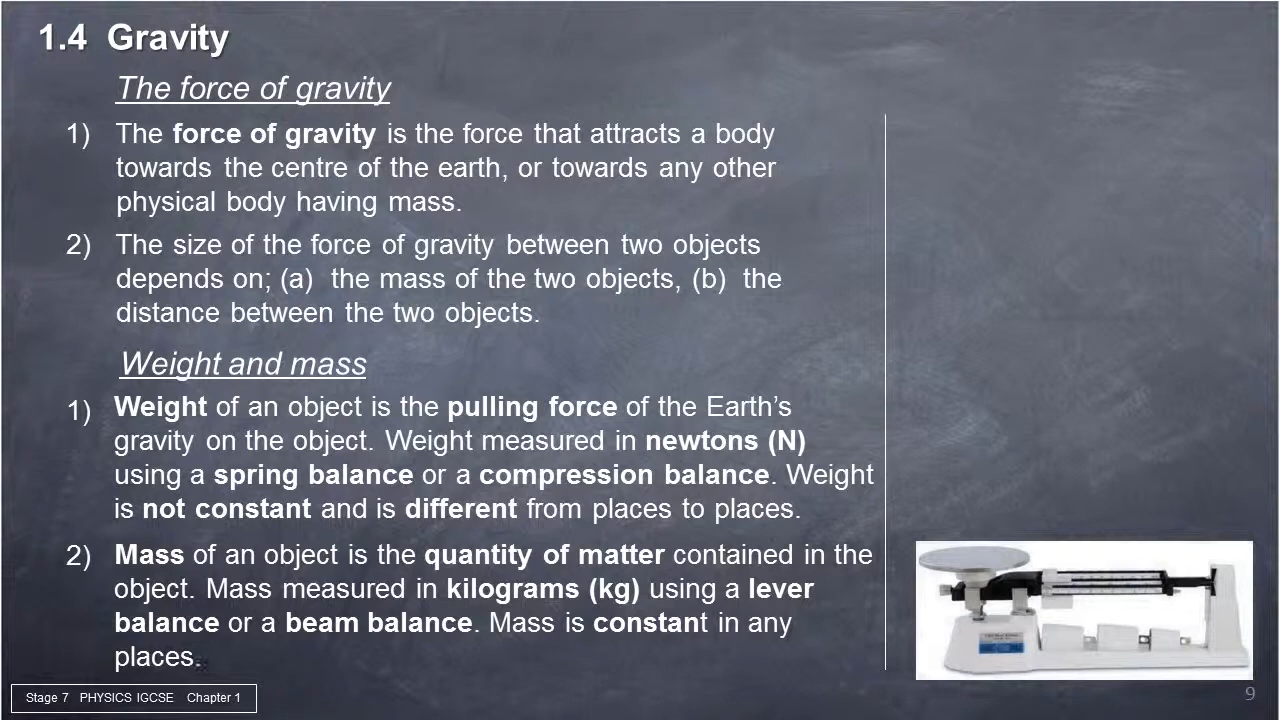 1.4 Gravity
The force of gravity
1) The force of gravity is the force that attracts a body
towards the centre of the earth, or towards any other
physical body having mass.
2) The size of the force of gravity between two objects
depends on; (a) the mass of the two objects, (b) the
distance between the two objects.
Weight and mass
1) Weight of an object is the pulling force of the Earth’s
gravity on the object. Weight measured in newtons (N)
using a spring balance or a compression balance. Weight
is not constant and is different from places to places.
2) Mass of an object is the quantity of matter contained in the
object. Mass measured in kilograms (kg) using a lever
balance or a beam balance. Mass is constant in any
places.
Stage 7 PHYSICS IGCSE Chapter 1
9